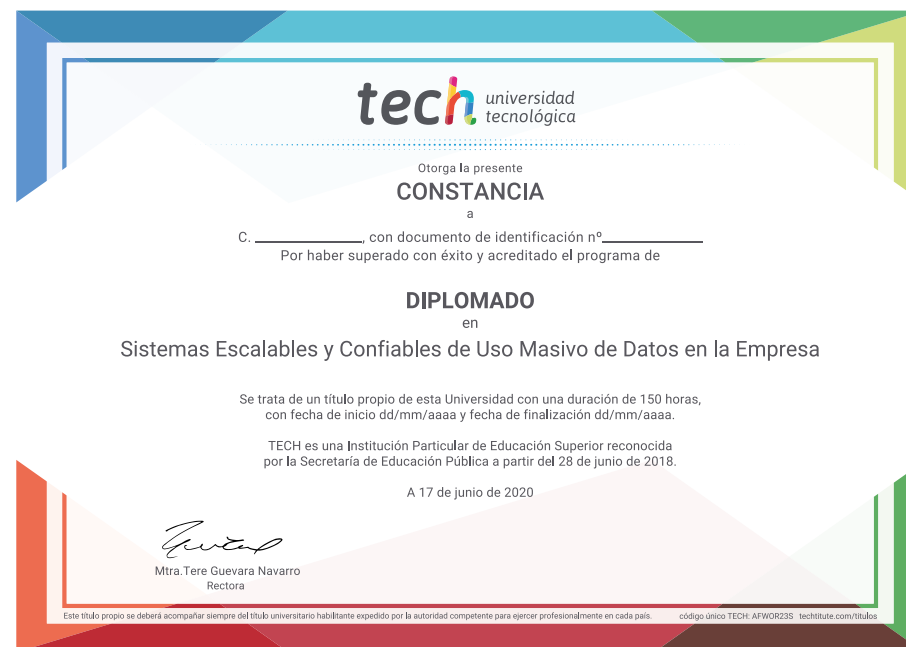 tech universidad
tecnológica
Otorga la presente
CONSTANCIA
a
C. ____________, con documento de identificación nº____________
Por haber superado con éxito y acreditado el programa de
DIPLOMADO
en
Sistemas Escalables y Confiables de Uso Masivo de Datos en la Empresa
Se trata de un título propio de esta Universidad con una duración de 150 horas,
con fecha de inicio dd/mm/aaaa y fecha de finalización dd/mm/aaaa.
TECH es una Institución Particular de Educación Superior reconocida
por la Secretaría de Educación Pública a partir del 28 de junio de 2018.
A 17 de junio de 2020
Mtra.Tere Guevara Navarro
Rectora
Este título propio se deberá acompañar siempre del título universitario habilitante expedido por la autoridad competente para ejercer profesionalmente en cada país. código único TECH: AFWOR23S techtitute.com/titulos